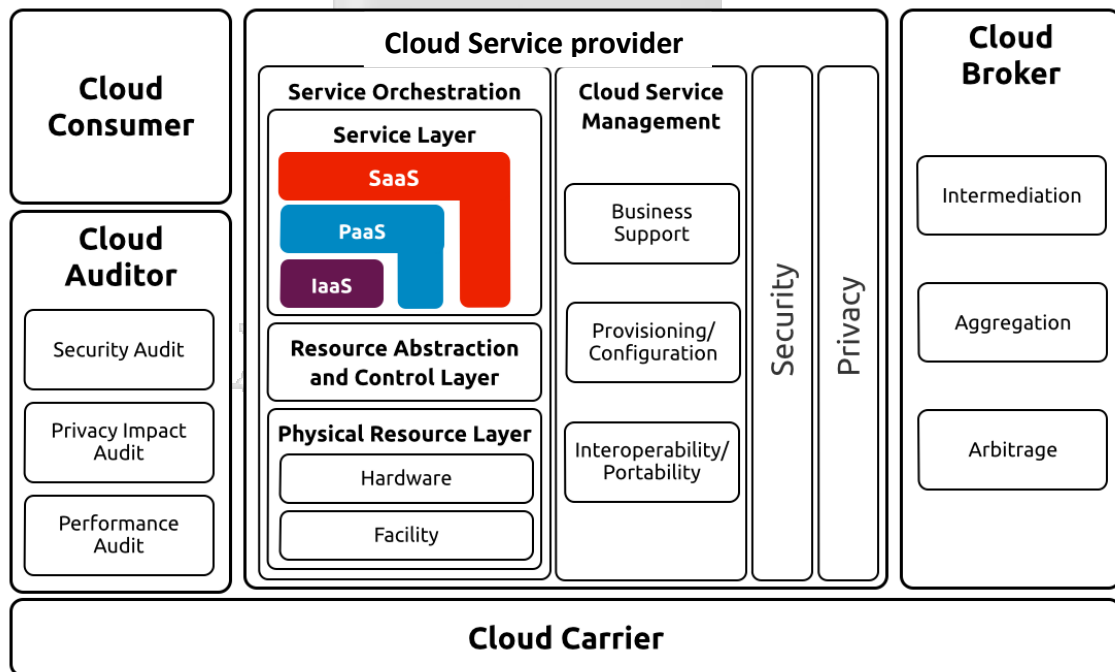 Cloud
Consumer
Cloud
Auditor
Security Audit
Privacy Impact
Audit
Performance
Audit
Cloud Service provider
Service Orchestration
Service Layer
SaaS
PaaS
IaaS
Resource Abstraction
and Control Layer
Physical Resource Layer
Hardware
Facility
Cloud Service
Management
Business
Support
Provisioning/
Configuration
Interoperability/
Portability
Security
Privacy
Cloud
Broker
Intermediation
Aggregation
Arbitrage
Cloud Carrier